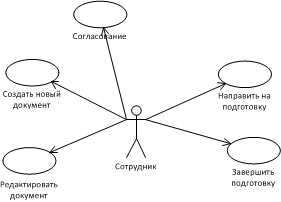 Согласование
Создать новый
документ
Направить на
подготовку
Сотрудник
Редактировать
документ
Завершить
подготовку